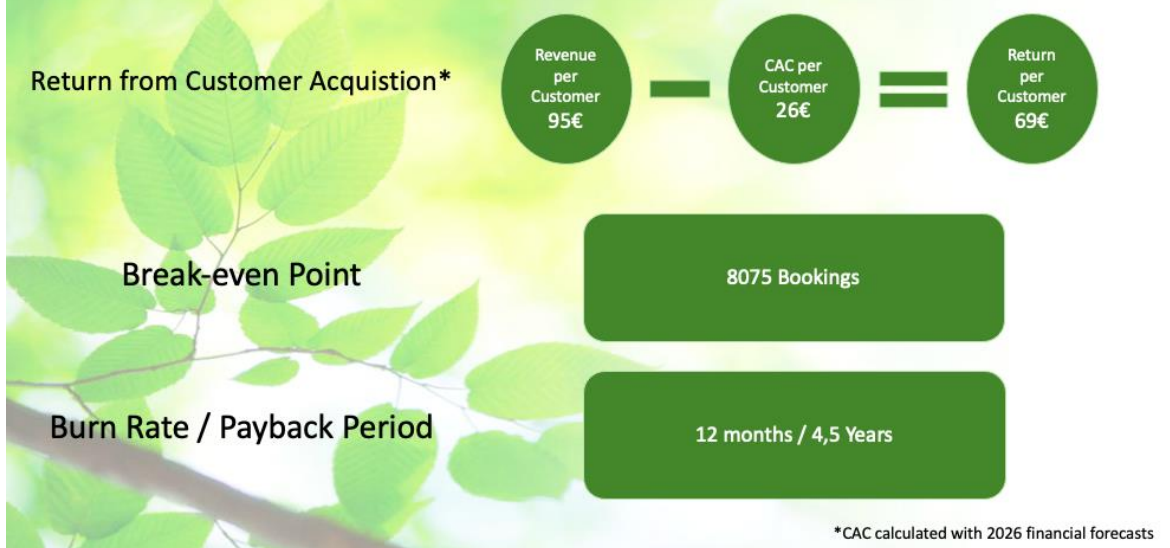 Return from Customer Acquistion*
Revenue
per
Customer
95€
CAC per
Customer
26€
Return
per
Customer
69€
Break-even Point
8075 Bookings
Burn Rate / Payback Period
12 months / 4,5 Years
*CAC calculated with 2026 financial forecasts